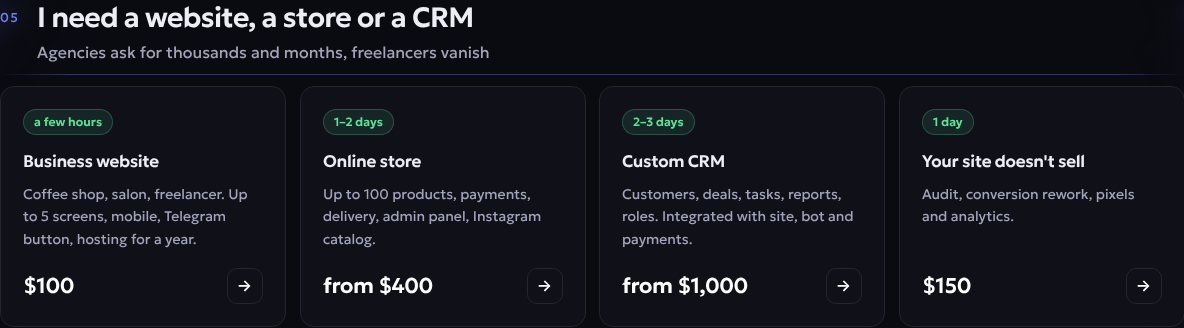 05
I need a website, a store or a CRM
Agencies ask for thousands and months, freelancers vanish
a few hours
Business website
Coffee shop, salon, freelancer. Up
to 5 screens, mobile, Telegram
button, hosting for a year.
$100
→
1–2 days
Online store
Up to 100 products, payments,
delivery, admin panel, Instagram
catalog.
from $400
→
2–3 days
Custom CRM
Customers, deals, tasks, reports,
roles. Integrated with site, bot and
payments.
from $1,000
→
1 day
Your site doesn't sell
Audit, conversion rework, pixels
and analytics.
$150
→